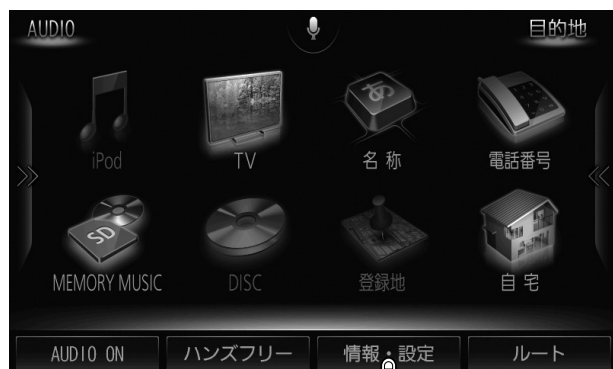 AUDIO 目的地
iPod TV 名称 電話番号
SD
MEMORY MUSIC DISC 登録地 自宅
AUDIO ON ハンズフリー 情報・設定 ルート